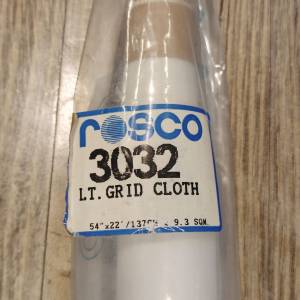 rosco
3032
LT. GRID CLOTH
54"x22'/137CM x 9.3 SQM.